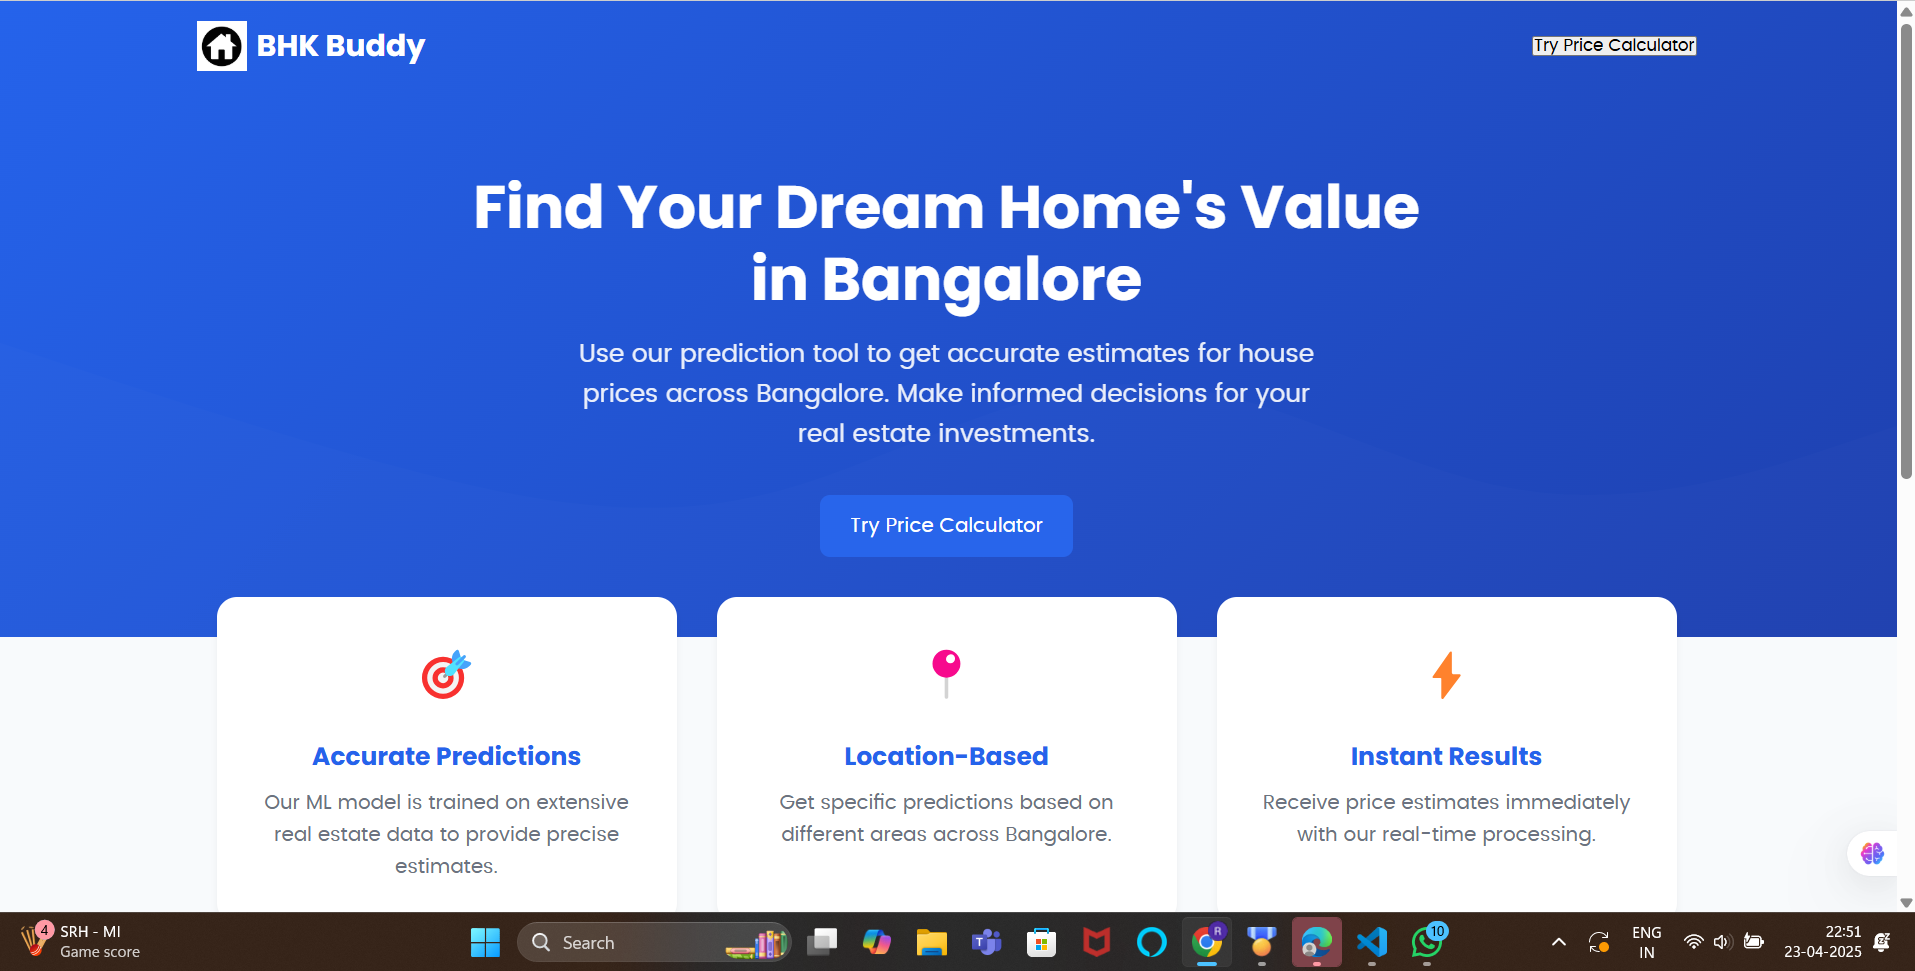 BHK Buddy
Try Price Calculator
Find Your Dream Home's Value
in Bangalore
Use our prediction tool to get accurate estimates for house
prices across Bangalore. Make informed decisions for your
real estate investments.
Try Price Calculator
Accurate Predictions
Our ML model is trained on extensive
real estate data to provide precise
estimates.
Location-Based
Get specific predictions based on
different areas across Bangalore.
Instant Results
Receive price estimates immediately
with our real-time processing.
4
SRH - MI
Game score
Search
T
R
10
ENG
IN
22:51
23-04-2025